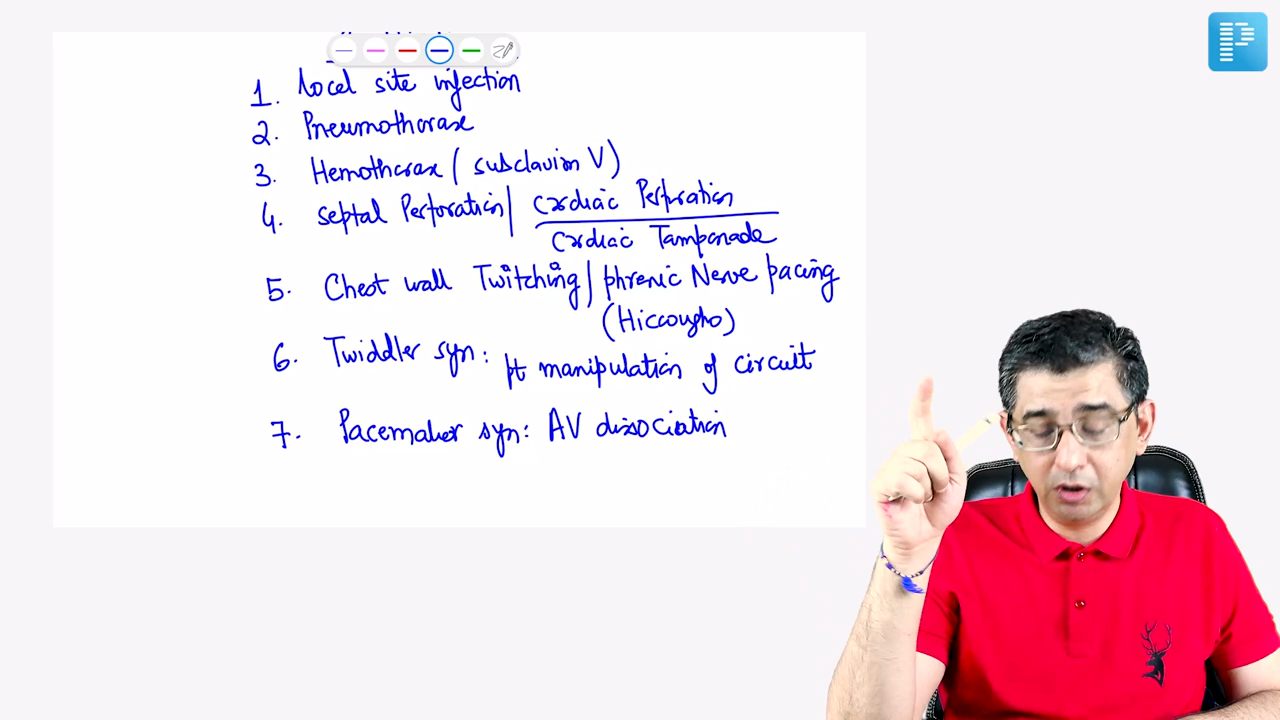 1. Local site infection
2. Pneumothorax
3. Hemothorax (subclavian V)
4. Septal Perforation / Cardiac Perforation
Cardiac Tamponade
5. Chest wall Twitching / phrenic Nerve pacing
(Hiccoughs)
6. Twiddler syn: pt manipulation of circuit
7. Pacemaker syn: AV dissociation